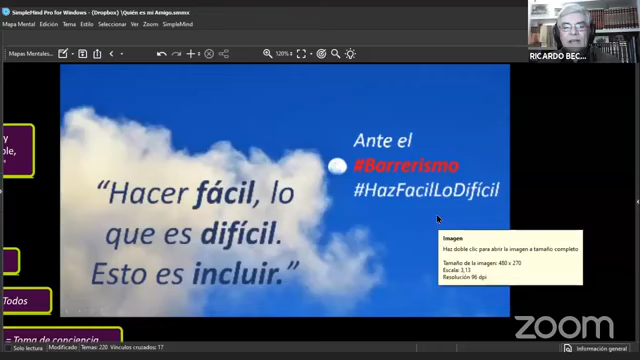 SimpleMind Pro for Windows - (Dropbox) \Quién es mi Amigo.smmx
Mapa Mental Edición Tema Estilo Seleccionar Ver Zoom SimpleMind
Mapas Mentales...
120%
RICARDO BEC...
y
ble,
Ante el
#Barrerismo
#HazFacilLoDifícil
“Hacer fácil, lo
que es difícil.
Esto es incluir.”
Imagen
Haz doble clic para abrir la imagen a tamaño completo
Tamaño de la imagen: 480 x 270
Escala: 3,13
Resolución 96 dpi
Todos
= Toma de conciencia
zoom
Solo lectura Modificado Temas: 220 Vínculos cruzados: 17
Información general